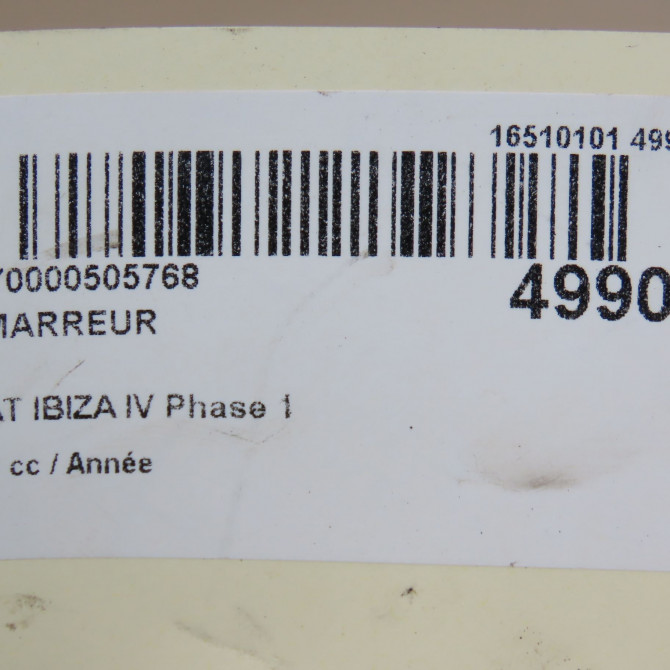 16510101 499
70000505768
4990
MARREUR
AT IBIZA IV Phase 1
cc / Année